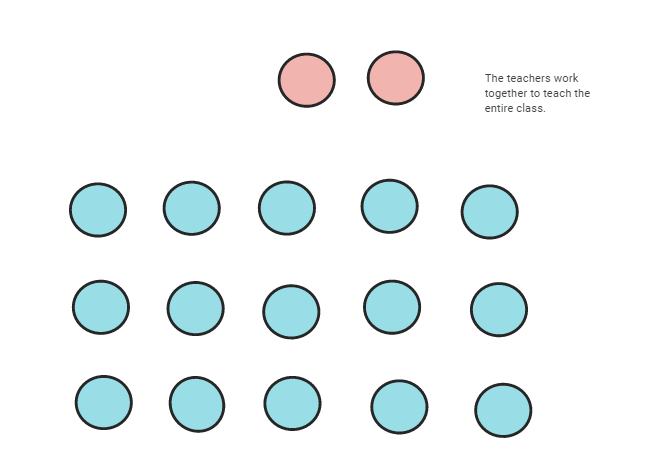 The teachers work
together to teach the
entire class.